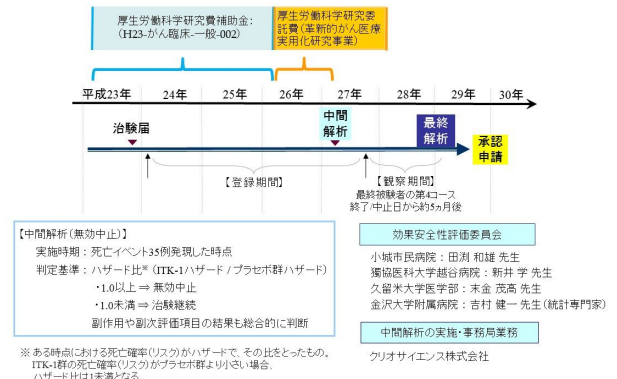 厚生労働科学研究費補助金:
(H23-がん臨床-一般-002)
厚生労働科学研究委
託費(革新的がん医療
実用化研究事業)
平成23年 24年 25年 26年 27年 28年 29年 30年
治験届
中間
解析
最終
解析
承認
申請
【登録期間】
【観察期間】
最終被験者の第4コース
終了/中止日から約5ヵ月後
【中間解析(無効中止)】
実施時期:死亡イベント35例発現した時点
判定基準:ハザード比※(ITK-1ハザード / プラセボ群ハザード)
・1.0以上 ⇒ 無効中止
・1.0未満 ⇒ 治験継続
副作用や副次評価項目の結果も総合的に判断
※ ある時点における死亡確率(リスク)がハザードで、その比をとったもの。
ITK-1群の死亡確率(リスク)がプラセボ群より小さい場合、
ハザード比は1未満となる
効果安全性評価委員会
小城市民病院:田渕 和雄 先生
獨協医科大学越谷病院:新井 学 先生
久留米大学医学部:末金 茂高 先生
金沢大学附属病院:吉村 健一 先生(統計専門家)
中間解析の実施・事務局業務
クリオサイエンス株式会社